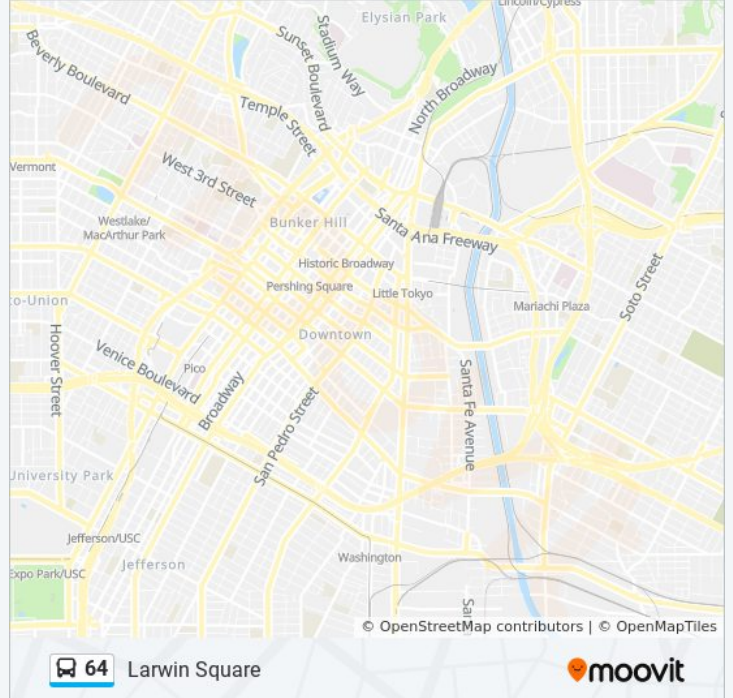 Lincoln/Cypress
Elysian Park
Stadium Way
Sunset Boulevard
Beverly Boulevard
North Broadway
Temple Street
Vermont
West 3rd Street
Westlake/
MacArthur Park
Bunker Hill
Santa Ana Freeway
Historic Broadway
Pershing Square
Little Tokyo
Soto Street
co-Union
Mariachi Plaza
Downtown
Hoover Street
Venice Boulevard
Pico
Broadway
Santa Fe Avenue
San Pedro Street
University Park
Jefferson/USC
Washington
Jefferson
Expo Park/USC
© OpenStreetMap contributors | © OpenMapTiles
64 Larwin Square
moovit